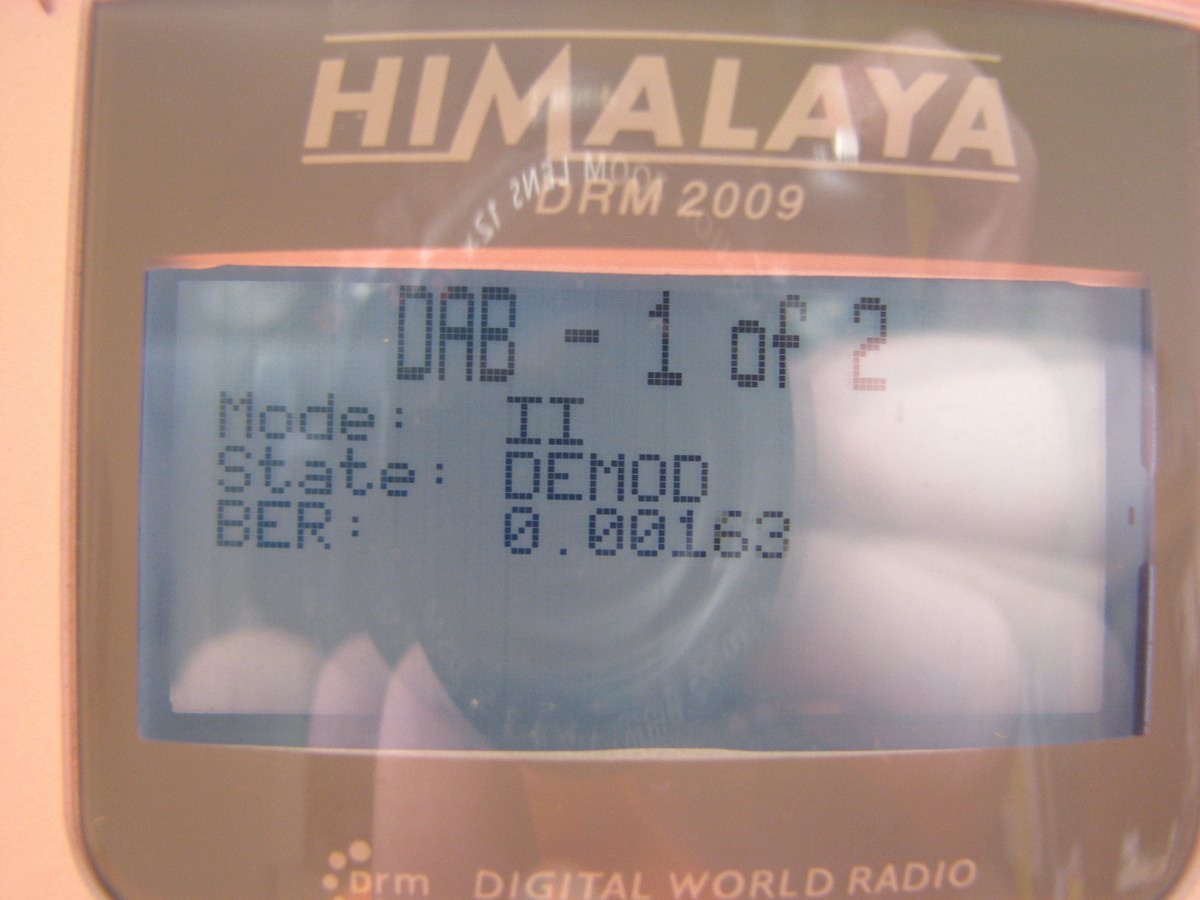 HIMALAYA
DRM 2009
DAB - 1 of 2
Mode: II
State: DEMOD
BER: 0.00163
Drm DIGITAL WORLD RADIO